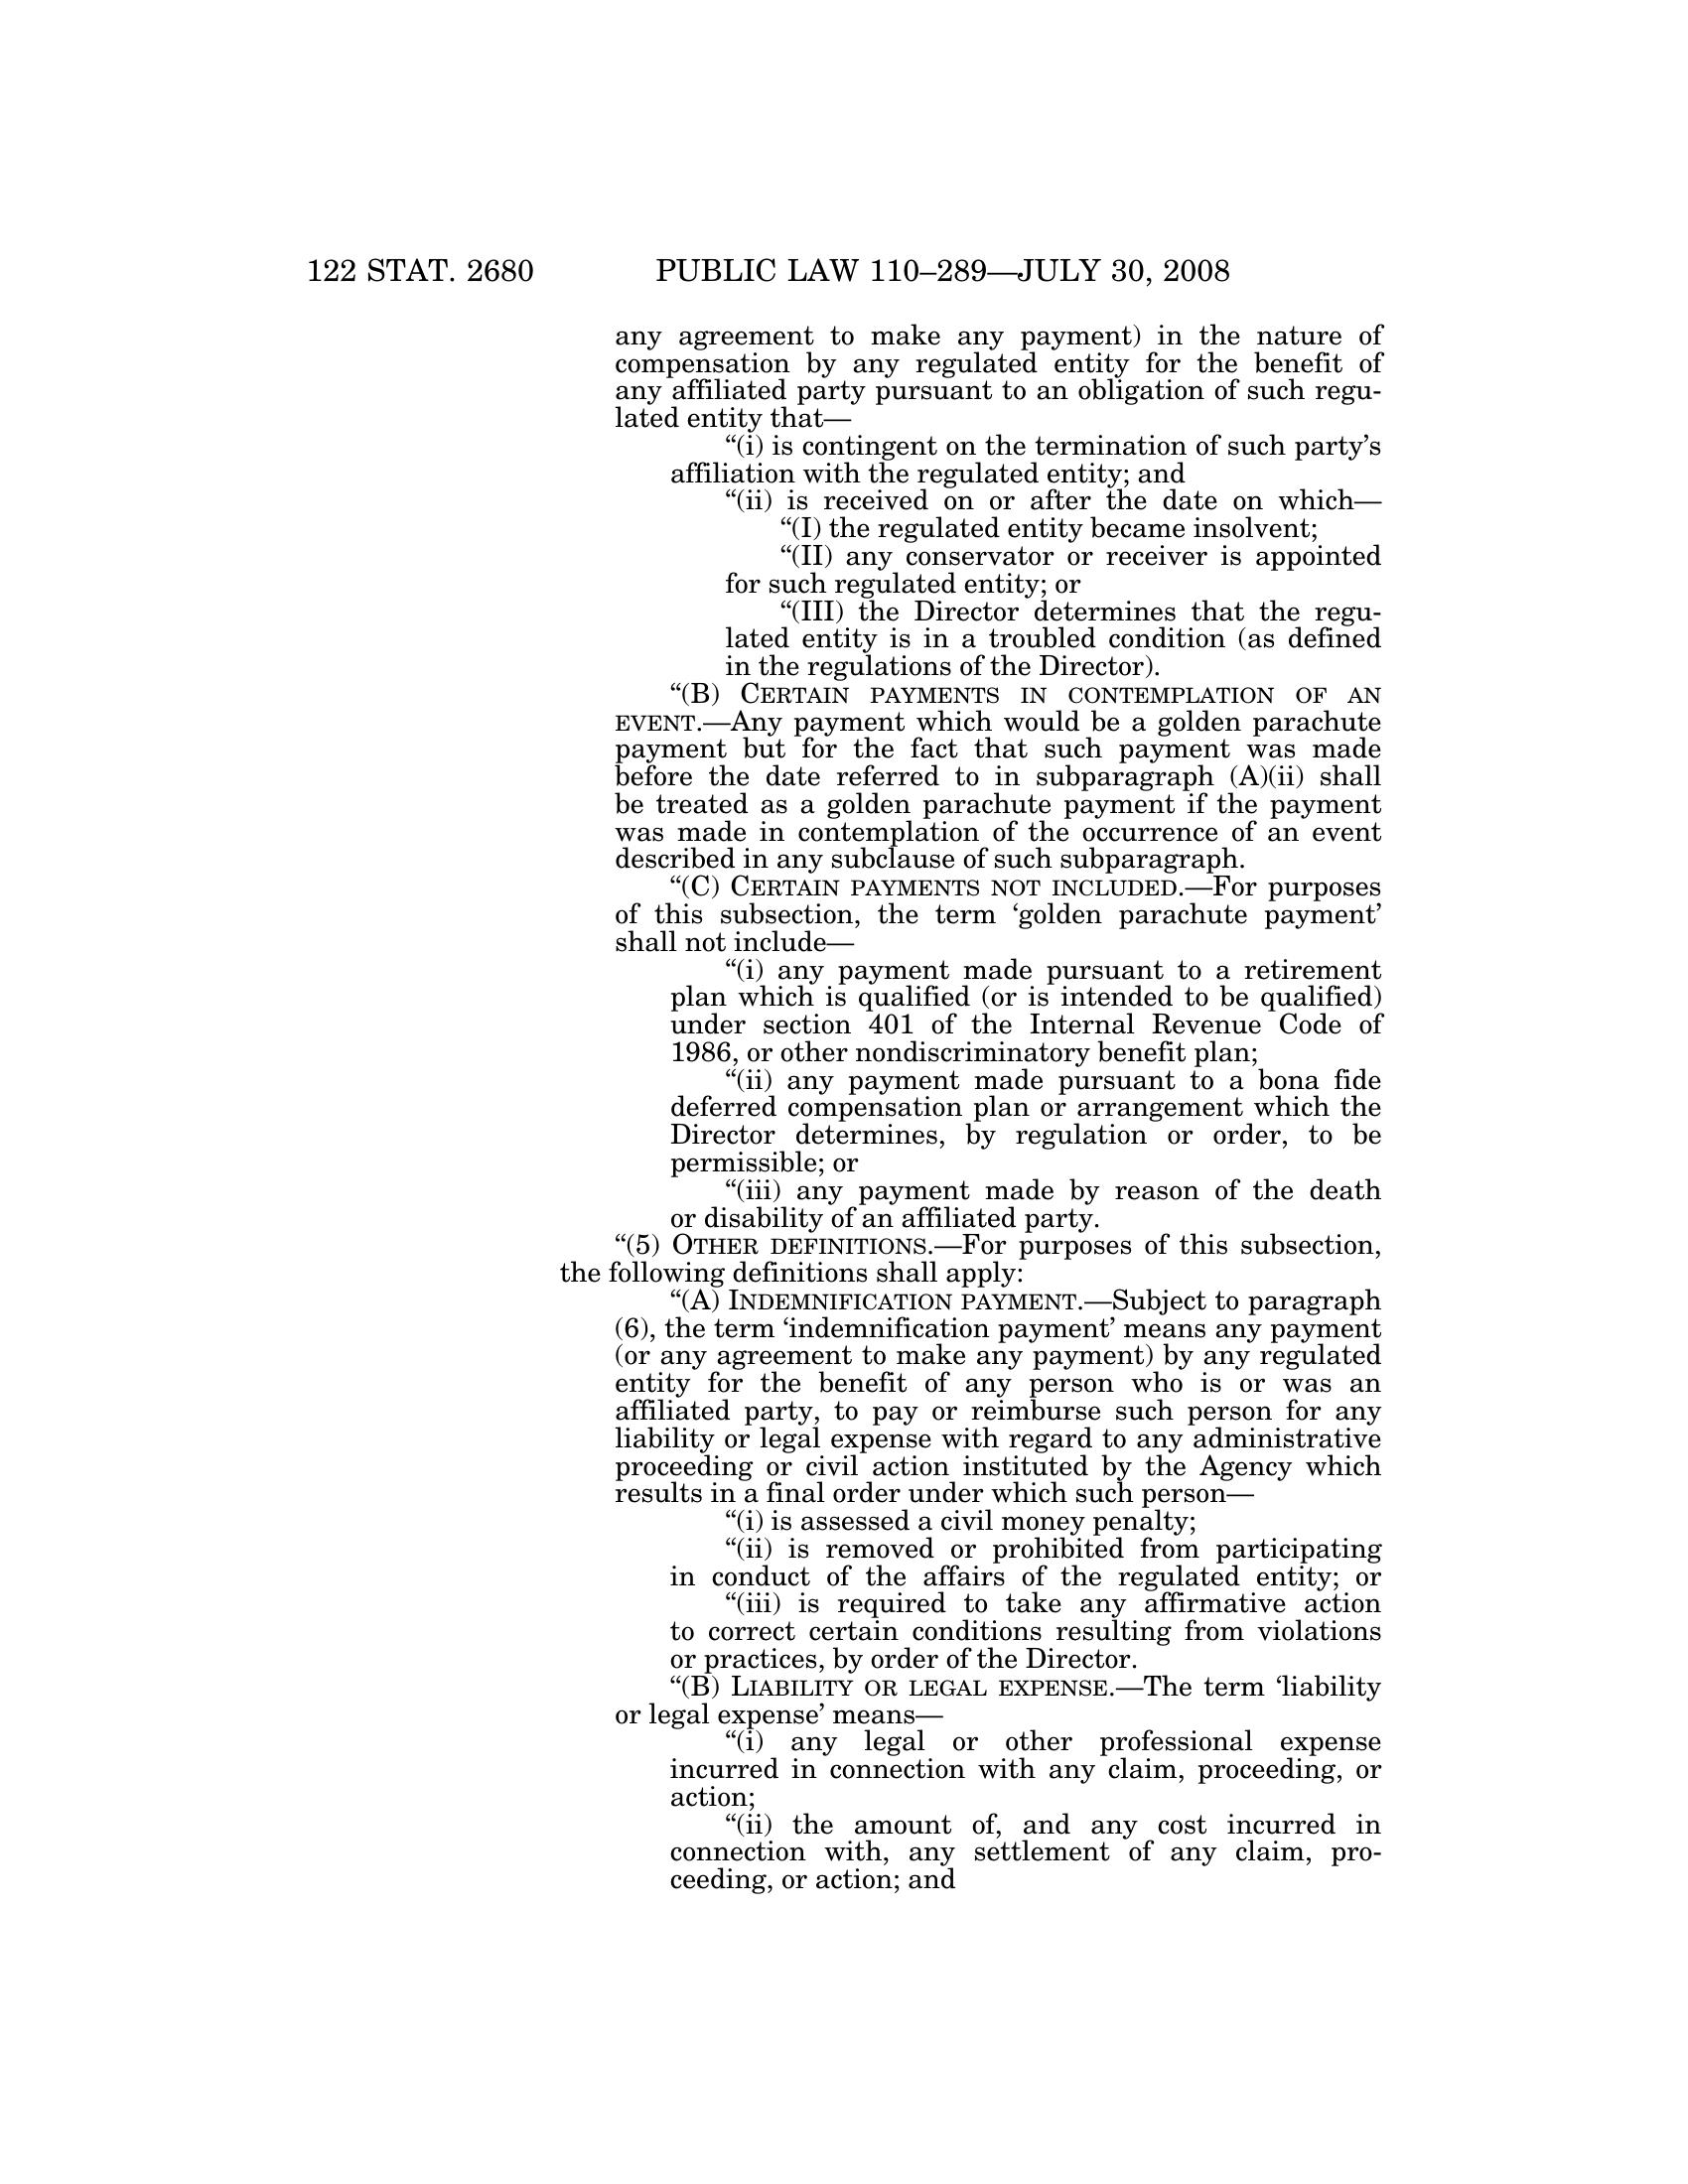 122 STAT. 2680 PUBLIC LAW 110–289—JULY 30, 2008
any agreement to make any payment) in the nature of
compensation by any regulated entity for the benefit of
any affiliated party pursuant to an obligation of such regu-
lated entity that—
“(i) is contingent on the termination of such party’s
affiliation with the regulated entity; and
“(ii) is received on or after the date on which—
“(I) the regulated entity became insolvent;
“(II) any conservator or receiver is appointed
for such regulated entity; or
“(III) the Director determines that the regu-
lated entity is in a troubled condition (as defined
in the regulations of the Director).
“(B) CERTAIN PAYMENTS IN CONTEMPLATION OF AN
EVENT.—Any payment which would be a golden parachute
payment but for the fact that such payment was made
before the date referred to in subparagraph (A)(ii) shall
be treated as a golden parachute payment if the payment
was made in contemplation of the occurrence of an event
described in any subclause of such subparagraph.
“(C) CERTAIN PAYMENTS NOT INCLUDED.—For purposes
of this subsection, the term ‘golden parachute payment’
shall not include—
“(i) any payment made pursuant to a retirement
plan which is qualified (or is intended to be qualified)
under section 401 of the Internal Revenue Code of
1986, or other nondiscriminatory benefit plan;
“(ii) any payment made pursuant to a bona fide
deferred compensation plan or arrangement which the
Director determines, by regulation or order, to be
permissible; or
“(iii) any payment made by reason of the death
or disability of an affiliated party.
“(5) OTHER DEFINITIONS.—For purposes of this subsection,
the following definitions shall apply:
“(A) INDEMNIFICATION PAYMENT.—Subject to paragraph
(6), the term ‘indemnification payment’ means any payment
(or any agreement to make any payment) by any regulated
entity for the benefit of any person who is or was an
affiliated party, to pay or reimburse such person for any
liability or legal expense with regard to any administrative
proceeding or civil action instituted by the Agency which
results in a final order under which such person—
“(i) is assessed a civil money penalty;
“(ii) is removed or prohibited from participating
in conduct of the affairs of the regulated entity; or
“(iii) is required to take any affirmative action
to correct certain conditions resulting from violations
or practices, by order of the Director.
“(B) LIABILITY OR LEGAL EXPENSE.—The term ‘liability
or legal expense’ means—
“(i) any legal or other professional expense
incurred in connection with any claim, proceeding, or
action;
“(ii) the amount of, and any cost incurred in
connection with, any settlement of any claim, pro-
ceeding, or action; and